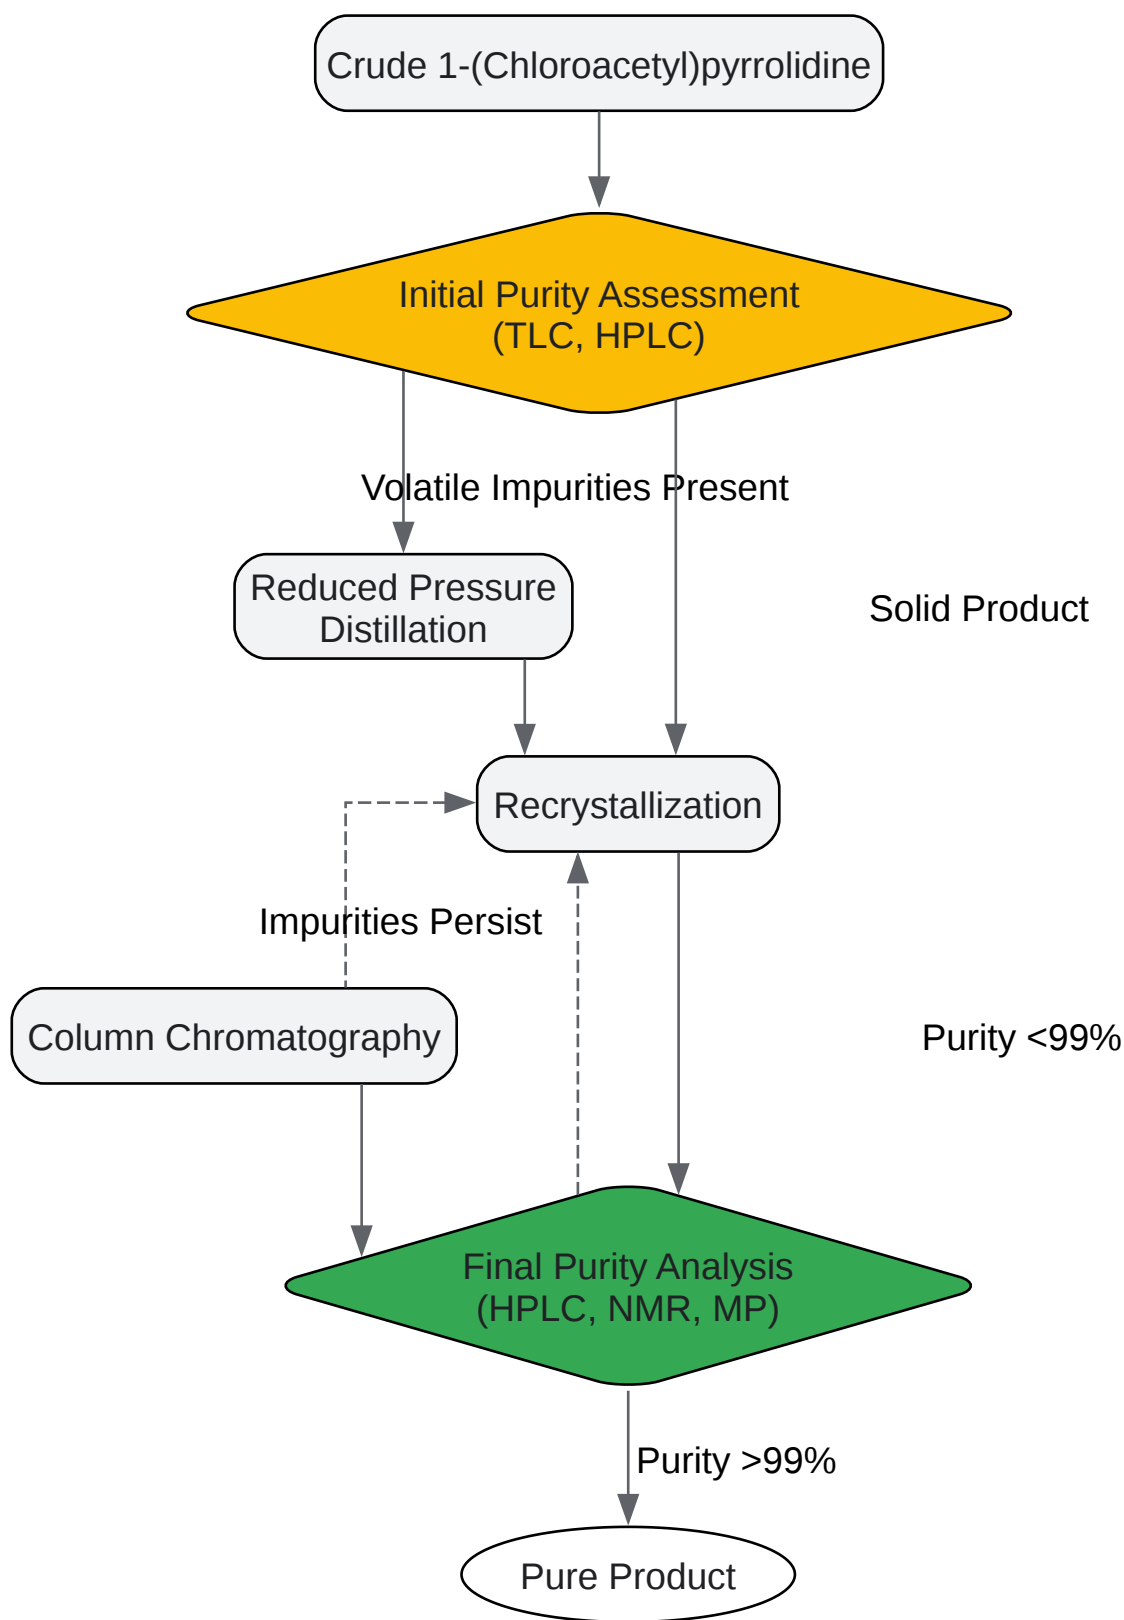 Crude 1-(Chloroacetyl)pyrrolidine
Initial Purity Assessment
(TLC, HPLC)
Volatile Impurities Present
Reduced Pressure
Distillation
Solid Product
Recrystallization
Impurities Persist
Column Chromatography
Purity <99%
Final Purity Analysis
(HPLC, NMR, MP)
Purity >99%
Pure Product